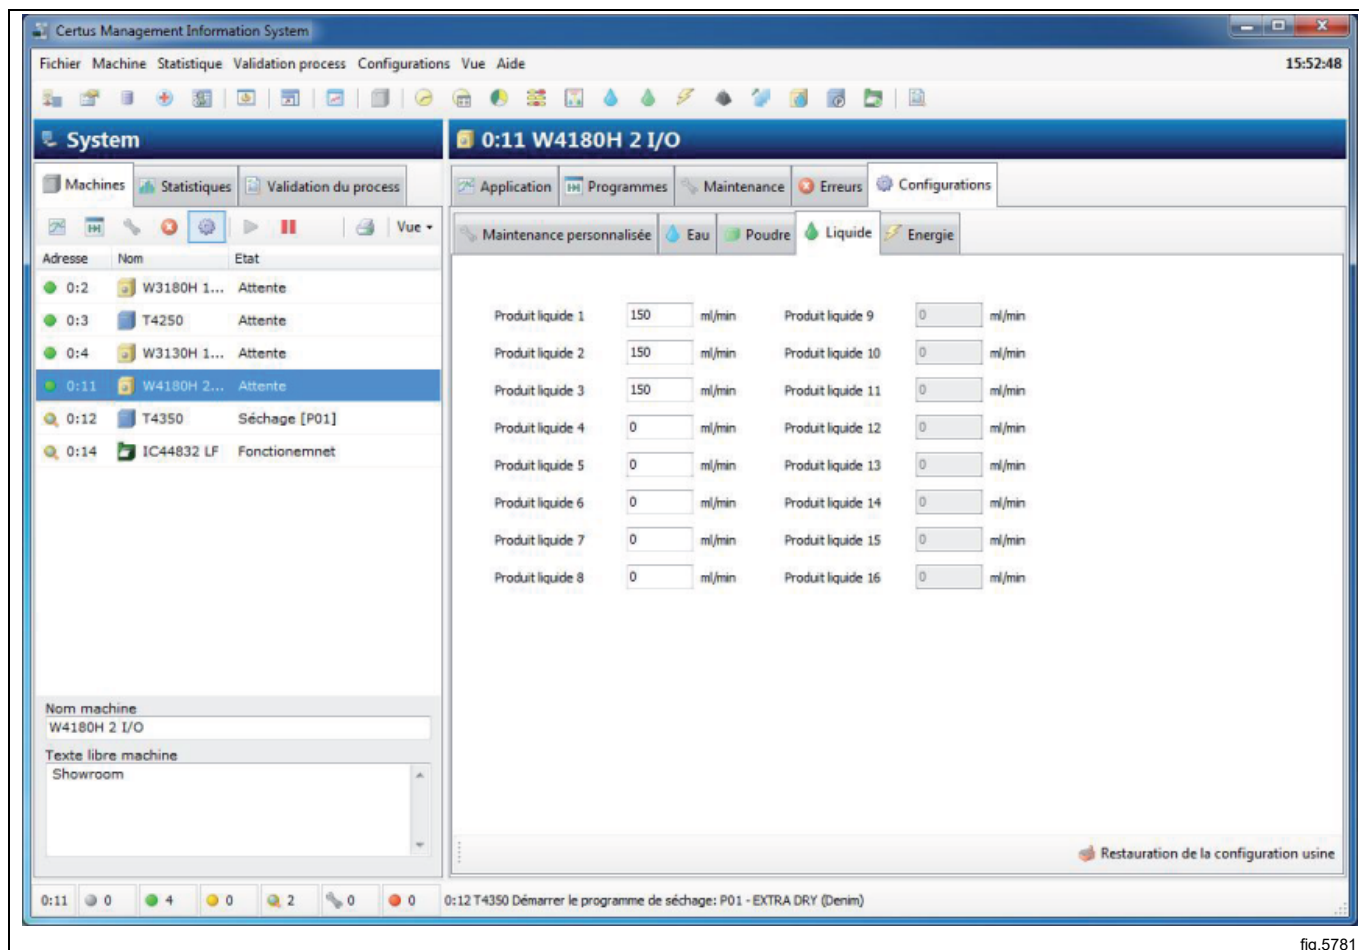 Certus Management Information System
Fichier Machine Statistique Validation process Configurations Vue Aide 15:52:48
System
Machines Statistiques Validation du process
Vue
Adresse Nom Etat
0:2 W3180H 1... Attente
0:3 T4250 Attente
0:4 W3130H 1... Attente
0:11 W4180H 2... Attente
0:12 T4350 Séchage [P01]
0:14 IC44832 LF Fonctionemnet
Nom machine
W4180H 2 I/O
Texte libre machine
Showroom
0:11 W4180H 2 I/O
Application Programmes Maintenance Erreurs Configurations
Maintenance personnalisée Eau Poudre Liquide Energie
Produit liquide 1 150 ml/min Produit liquide 9 0 ml/min
Produit liquide 2 150 ml/min Produit liquide 10 0 ml/min
Produit liquide 3 150 ml/min Produit liquide 11 0 ml/min
Produit liquide 4 0 ml/min Produit liquide 12 0 ml/min
Produit liquide 5 0 ml/min Produit liquide 13 0 ml/min
Produit liquide 6 0 ml/min Produit liquide 14 0 ml/min
Produit liquide 7 0 ml/min Produit liquide 15 0 ml/min
Produit liquide 8 0 ml/min Produit liquide 16 0 ml/min
Restauration de la configuration usine
0:11 0 4 0 2 0 0 0:12 T4350 Démarrer le programme de séchage: P01 - EXTRA DRY (Denim)
fig.5781